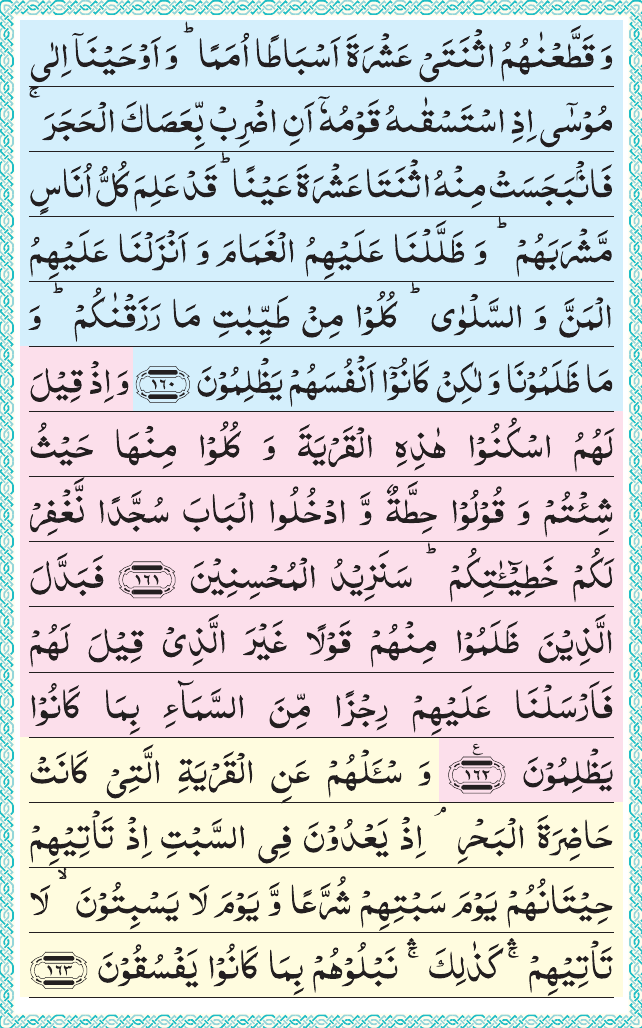 وَ قَطَّعْنٰهُمُ اثْنَتَيْ عَشْرَةَ اَسْبَاطًا اُمَمًا ؕ وَ اَوْحَيْنَاۤ اِلٰى
مُوْسٰۤى اِذِ اسْتَسْقٰىهُ قَوْمُهٗۤ اَنِ اضْرِبْ بِّعَصَاكَ الْحَجَرَ ۚ
فَانْۢبَجَسَتْ مِنْهُ اثْنَتَا عَشْرَةَ عَيْنًا ؕ قَدْ عَلِمَ كُلُّ اُنَاسٍ
مَّشْرَبَهُمْ ؕ وَ ظَلَّلْنَا عَلَيْهِمُ الْغَمَامَ وَ اَنْزَلْنَا عَلَيْهِمُ
الْمَنَّ وَ السَّلْوٰى ؕ كُلُوْا مِنْ طَيِّبٰتِ مَا رَزَقْنٰكُمْ ؕ وَ
مَا ظَلَمُوْنَا وَ لٰكِنْ كَانُوْۤا اَنْفُسَهُمْ يَظْلِمُوْنَ ﴿۱۶۰﴾ وَ اِذْ قِيْلَ
لَهُمُ اسْكُنُوْا هٰذِهِ الْقَرْيَةَ وَ كُلُوْا مِنْهَا حَيْثُ
شِئْتُمْ وَ قُوْلُوْا حِطَّةٌ وَّ ادْخُلُوا الْبَابَ سُجَّدًا نَّغْفِرْ
لَكُمْ خَطِيْٓـٰٔتِكُمْ ؕ سَنَزِيْدُ الْمُحْسِنِيْنَ ﴿۱۶۱﴾ فَبَدَّلَ
الَّذِيْنَ ظَلَمُوْا مِنْهُمْ قَوْلًا غَيْرَ الَّذِيْ قِيْلَ لَهُمْ
فَاَرْسَلْنَا عَلَيْهِمْ رِجْزًا مِّنَ السَّمَآءِ بِمَا كَانُوْا
يَظْلِمُوْنَ ﴿۱۶۲﴾ ع وَ سْـَٔلْهُمْ عَنِ الْقَرْيَةِ الَّتِيْ كَانَتْ
حَاضِرَةَ الْبَحْرِ ۘ اِذْ يَعْدُوْنَ فِي السَّبْتِ اِذْ تَاْتِيْهِمْ
حِيْتَانُهُمْ يَوْمَ سَبْتِهِمْ شُرَّعًا وَّ يَوْمَ لَا يَسْبِتُوْنَ ۙ لَا
تَاْتِيْهِمْ ۛۚ كَذٰلِكَ ۛۚ نَبْلُوْهُمْ بِمَا كَانُوْا يَفْسُقُوْنَ ﴿۱۶۳﴾